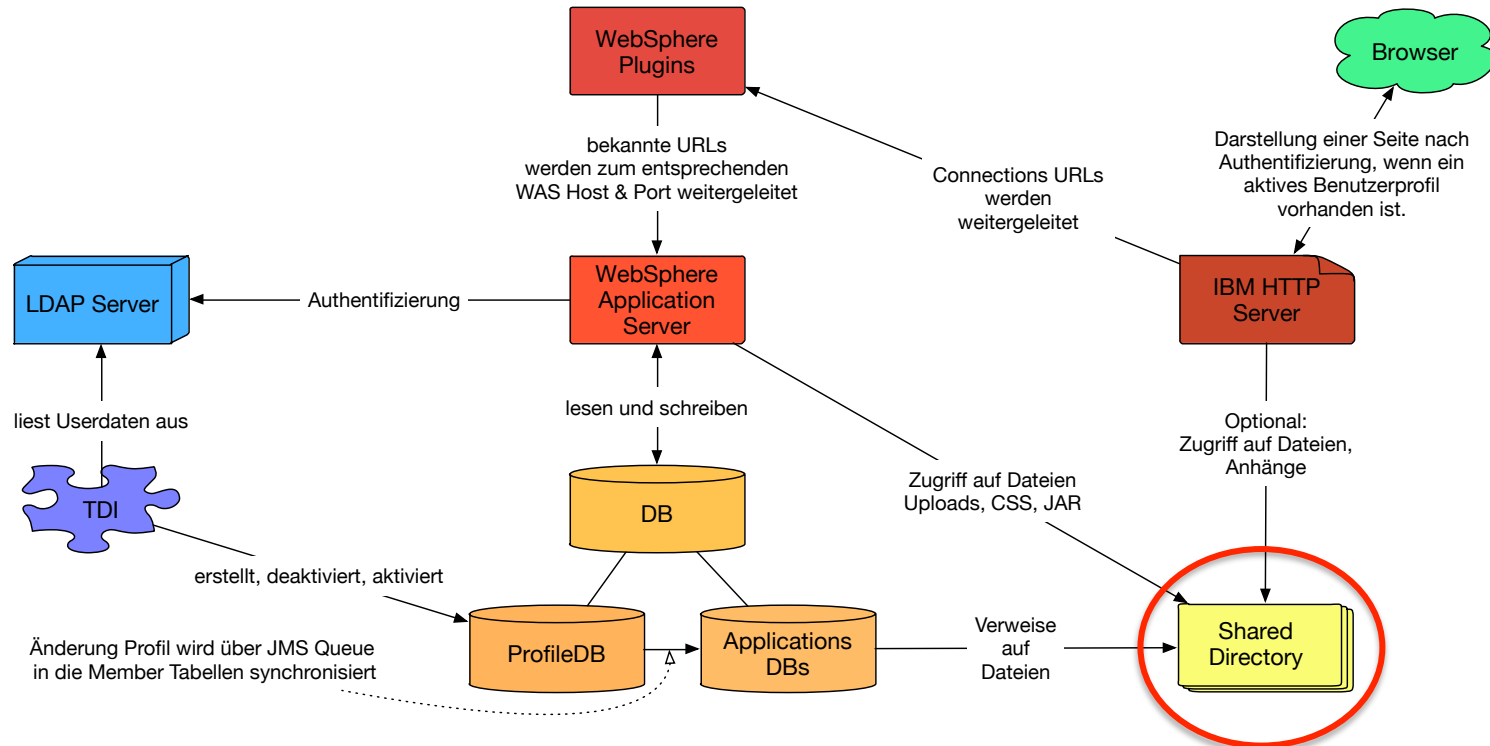 WebSphere
Plugins
Browser
bekannte URLs
werden zum entsprechenden
WAS Host & Port weitergeleitet
Connections URLs
werden
weitergeleitet
Darstellung einer Seite nach
Authentifizierung, wenn ein
aktives Benutzerprofil
vorhanden ist.
LDAP Server
Authentifizierung
WebSphere
Application
Server
IBM HTTP
Server
liest Userdaten aus
lesen und schreiben
Optional:
Zugriff auf Dateien,
Anhänge
TDI
DB
Zugriff auf Dateien
Uploads, CSS, JAR
erstellt, deaktiviert, aktiviert
Änderung Profil wird über JMS Queue
in die Member Tabellen synchronisiert
ProfileDB
Applications
DBs
Verweise
auf
Dateien
Shared
Directory